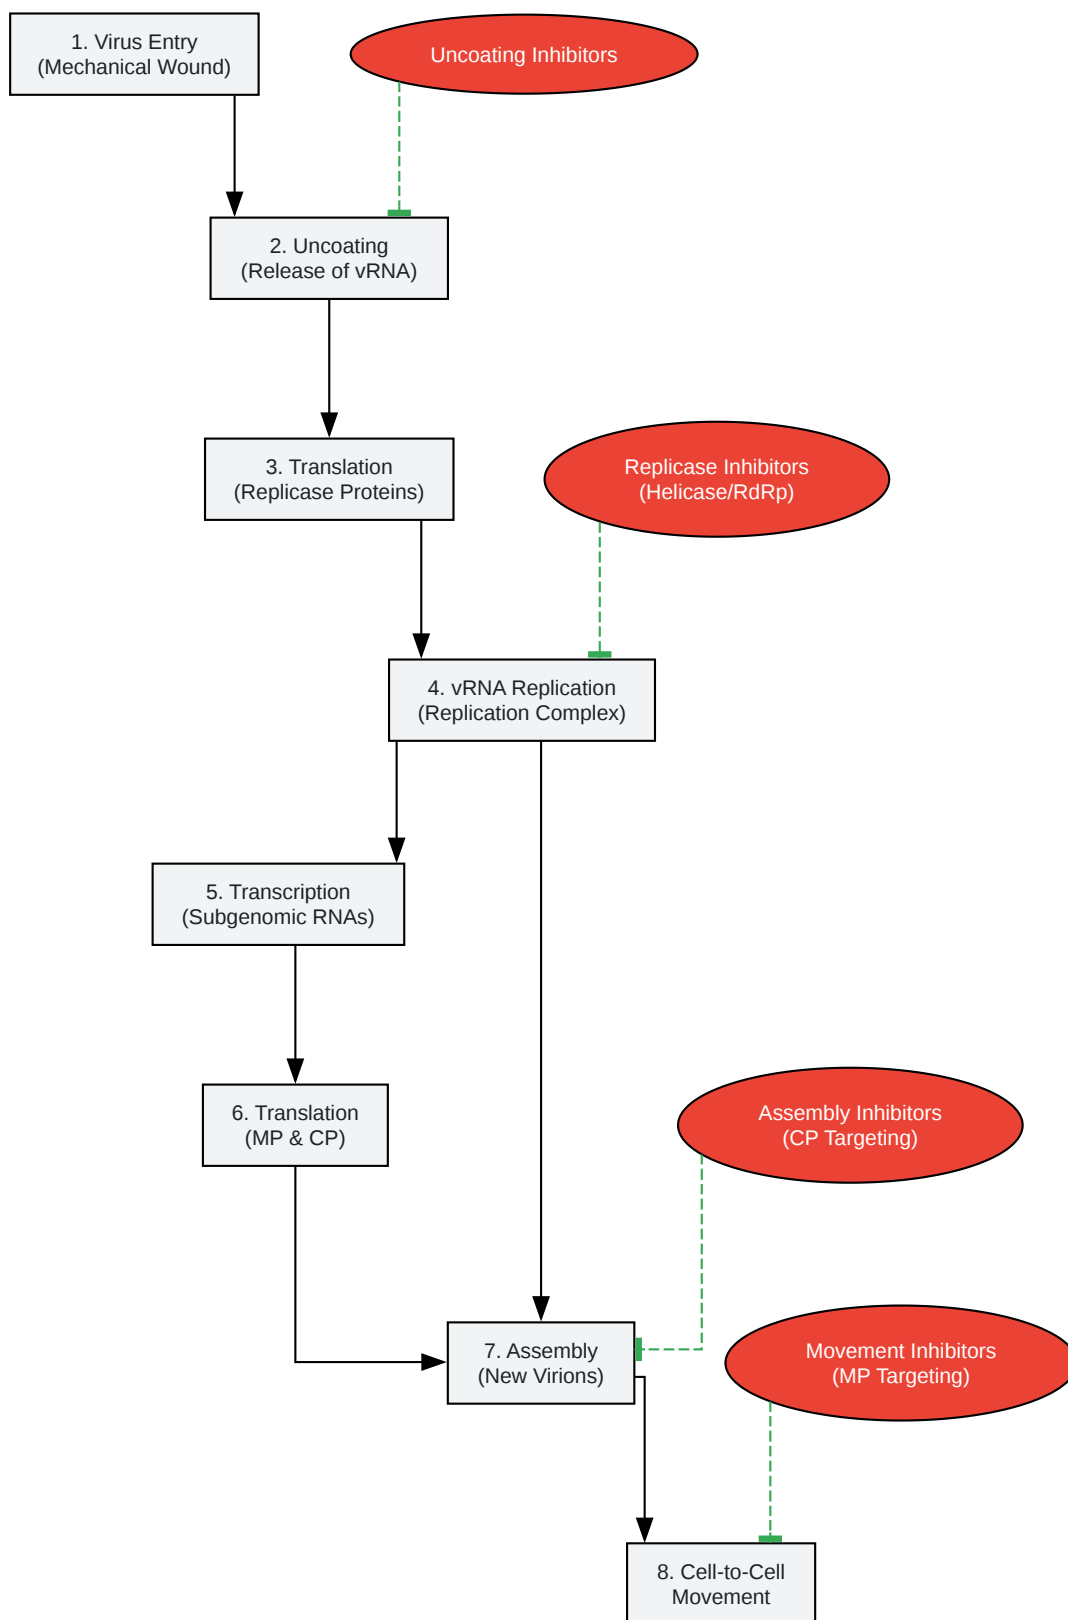 1. Virus Entry
(Mechanical Wound)
Uncoating Inhibitors
2. Uncoating
(Release of vRNA)
3. Translation
(Replicase Proteins)
Replicase Inhibitors
(Helicase/RdRp)
4. vRNA Replication
(Replication Complex)
5. Transcription
(Subgenomic RNAs)
6. Translation
(MP & CP)
Assembly Inhibitors
(CP Targeting)
7. Assembly
(New Virions)
Movement Inhibitors
(MP Targeting)
8. Cell-to-Cell
Movement